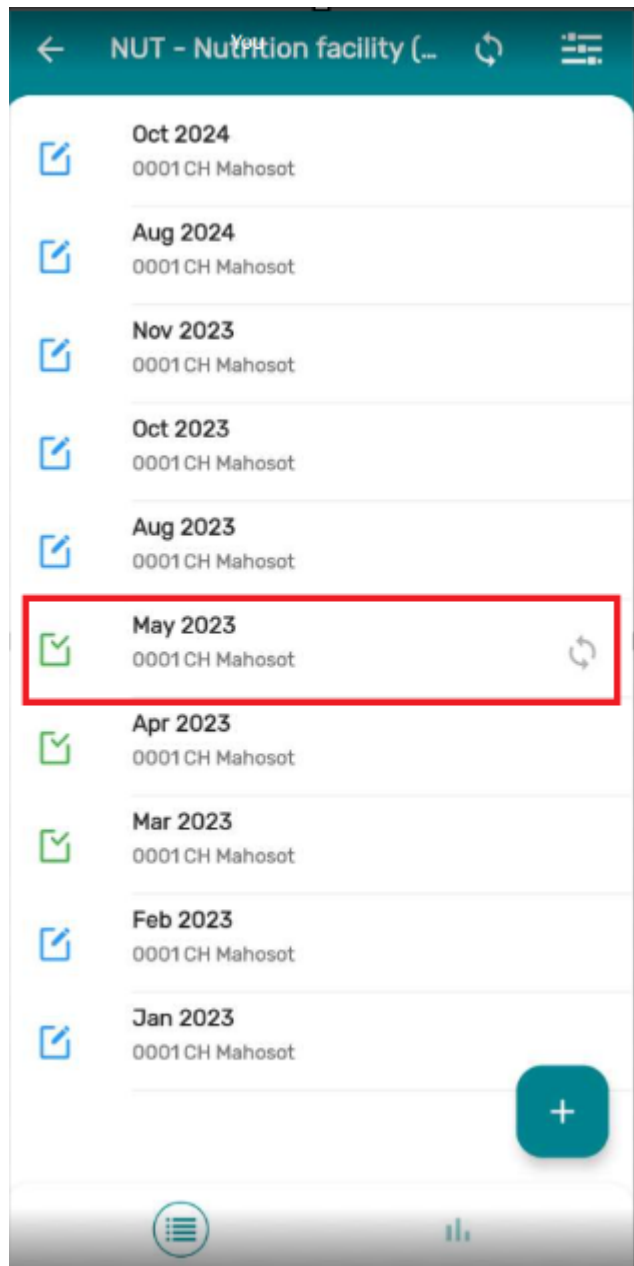 NUT - Nutrition facility (…
You
Oct 2024
0001 CH Mahosot
Aug 2024
0001 CH Mahosot
Nov 2023
0001 CH Mahosot
Oct 2023
0001 CH Mahosot
Aug 2023
0001 CH Mahosot
May 2023
0001 CH Mahosot
Apr 2023
0001 CH Mahosot
Mar 2023
0001 CH Mahosot
Feb 2023
0001 CH Mahosot
Jan 2023
0001 CH Mahosot